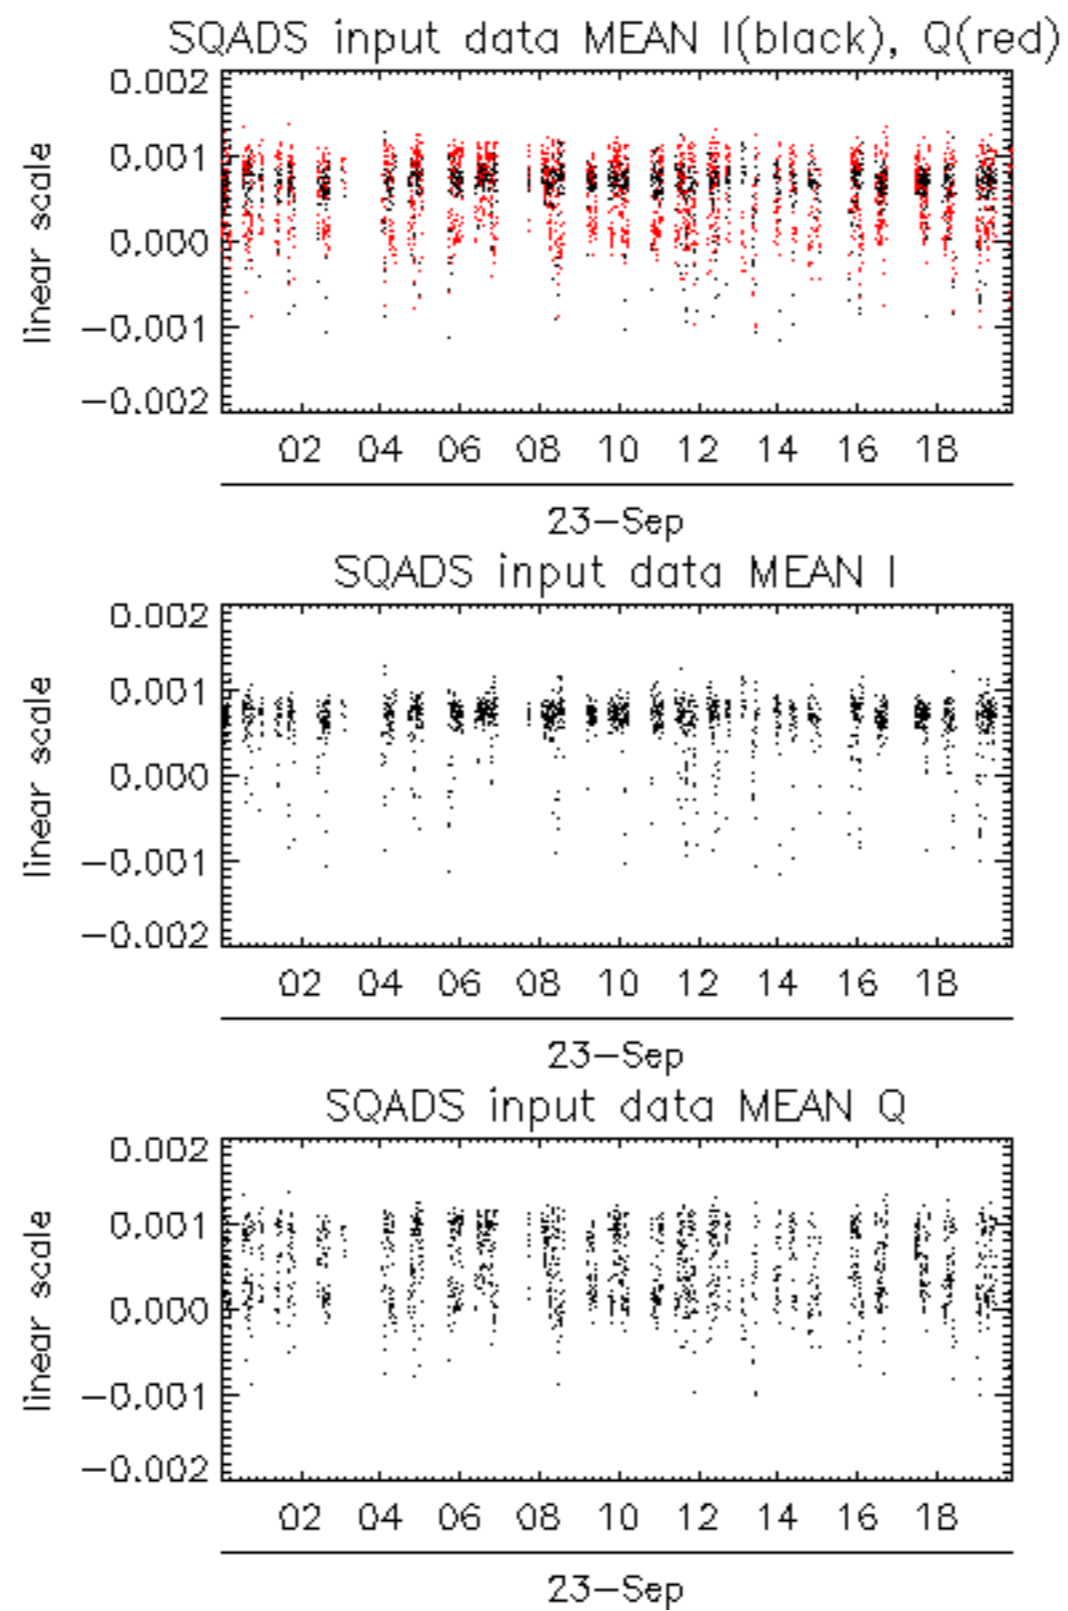 SQADS input data MEAN I(black), Q(red)
0.002
0.001
0.000
−0.001
−0.002
linear scale
02 04 06 08 10 12 14 16 18
23−Sep
SQADS input data MEAN I
0.002
0.001
0.000
−0.001
−0.002
linear scale
02 04 06 08 10 12 14 16 18
23−Sep
SQADS input data MEAN Q
0.002
0.001
0.000
−0.001
−0.002
linear scale
02 04 06 08 10 12 14 16 18
23−Sep